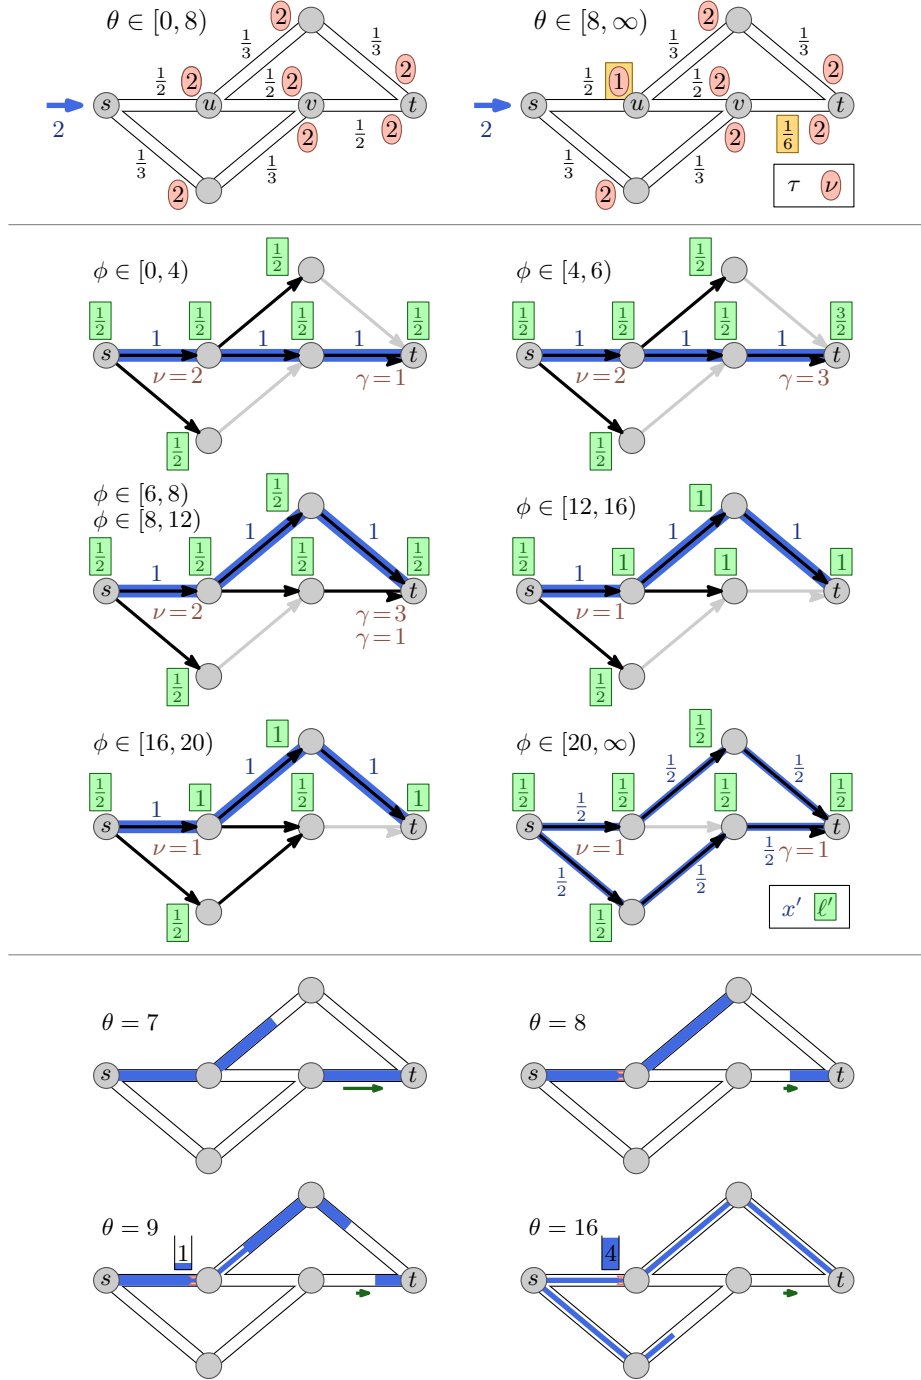 θ ∈ [0, 8)
1/3
2
1/3
1/2
2
1/2
2
2
s
u
v
t
2
1/3
2
1/3
2
1/2
2
θ ∈ [8, ∞)
1/3
2
1/3
1/2
1
1/2
2
2
s
u
v
t
2
1/3
2
1/3
2
1/6
2
τ ν
ϕ ∈ [0, 4)
1/2
1/2
1/2
1/2
1/2
1
1
1
s
t
ν = 2
γ = 1
1/2
ϕ ∈ [4, 6)
1/2
1/2
1/2
1/2
3/2
1
1
1
s
t
ν = 2
γ = 3
1/2
ϕ ∈ [6, 8)
ϕ ∈ [8, 12)
1/2
1/2
1/2
1/2
1/2
1
1
1
s
t
ν = 2
γ = 3
γ = 1
1/2
ϕ ∈ [12, 16)
1
1/2
1
1
1
1
1
1
s
t
ν = 1
1/2
ϕ ∈ [16, 20)
1
1/2
1
1/2
1
1
1
1
s
t
ν = 1
1/2
ϕ ∈ [20, ∞)
1/2
1/2
1/2
1/2
1/2
1/2
1/2
1/2
s
t
ν = 1
1/2
γ = 1
1/2
1/2
1/2
x′ ℓ′
θ = 7
s
t
θ = 8
s
t
θ = 9
1
s
t
θ = 16
4
s
t